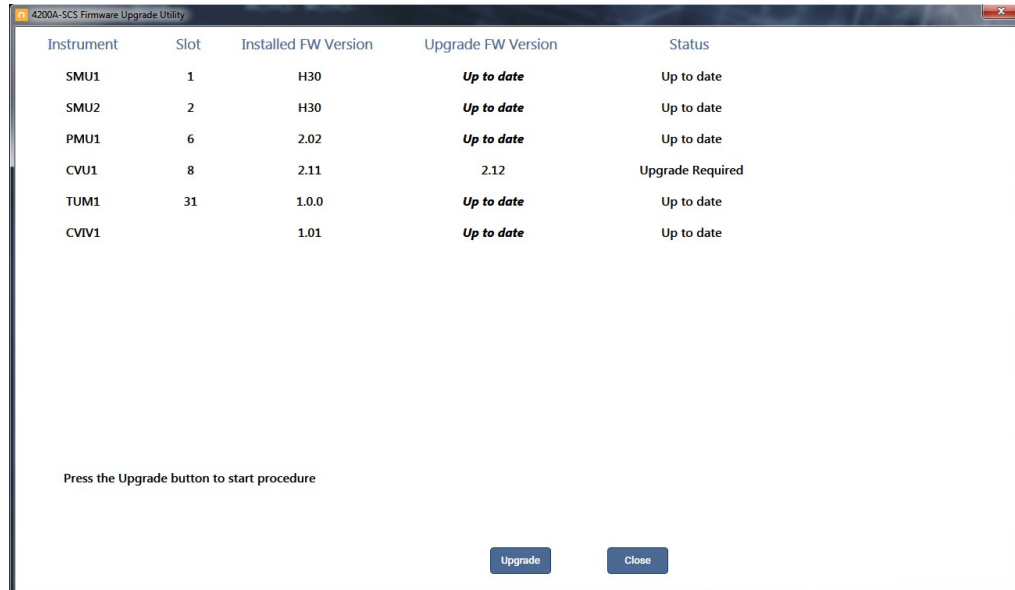 4200A-SCS Firmware Upgrade Utility
Instrument Slot Installed FW Version Upgrade FW Version Status
SMU1 1 H30 Up to date Up to date
SMU2 2 H30 Up to date Up to date
PMU1 6 2.02 Up to date Up to date
CVU1 8 2.11 2.12 Upgrade Required
TUM1 31 1.0.0 Up to date Up to date
CVIV1 1.01 Up to date Up to date
Press the Upgrade button to start procedure
Upgrade Close